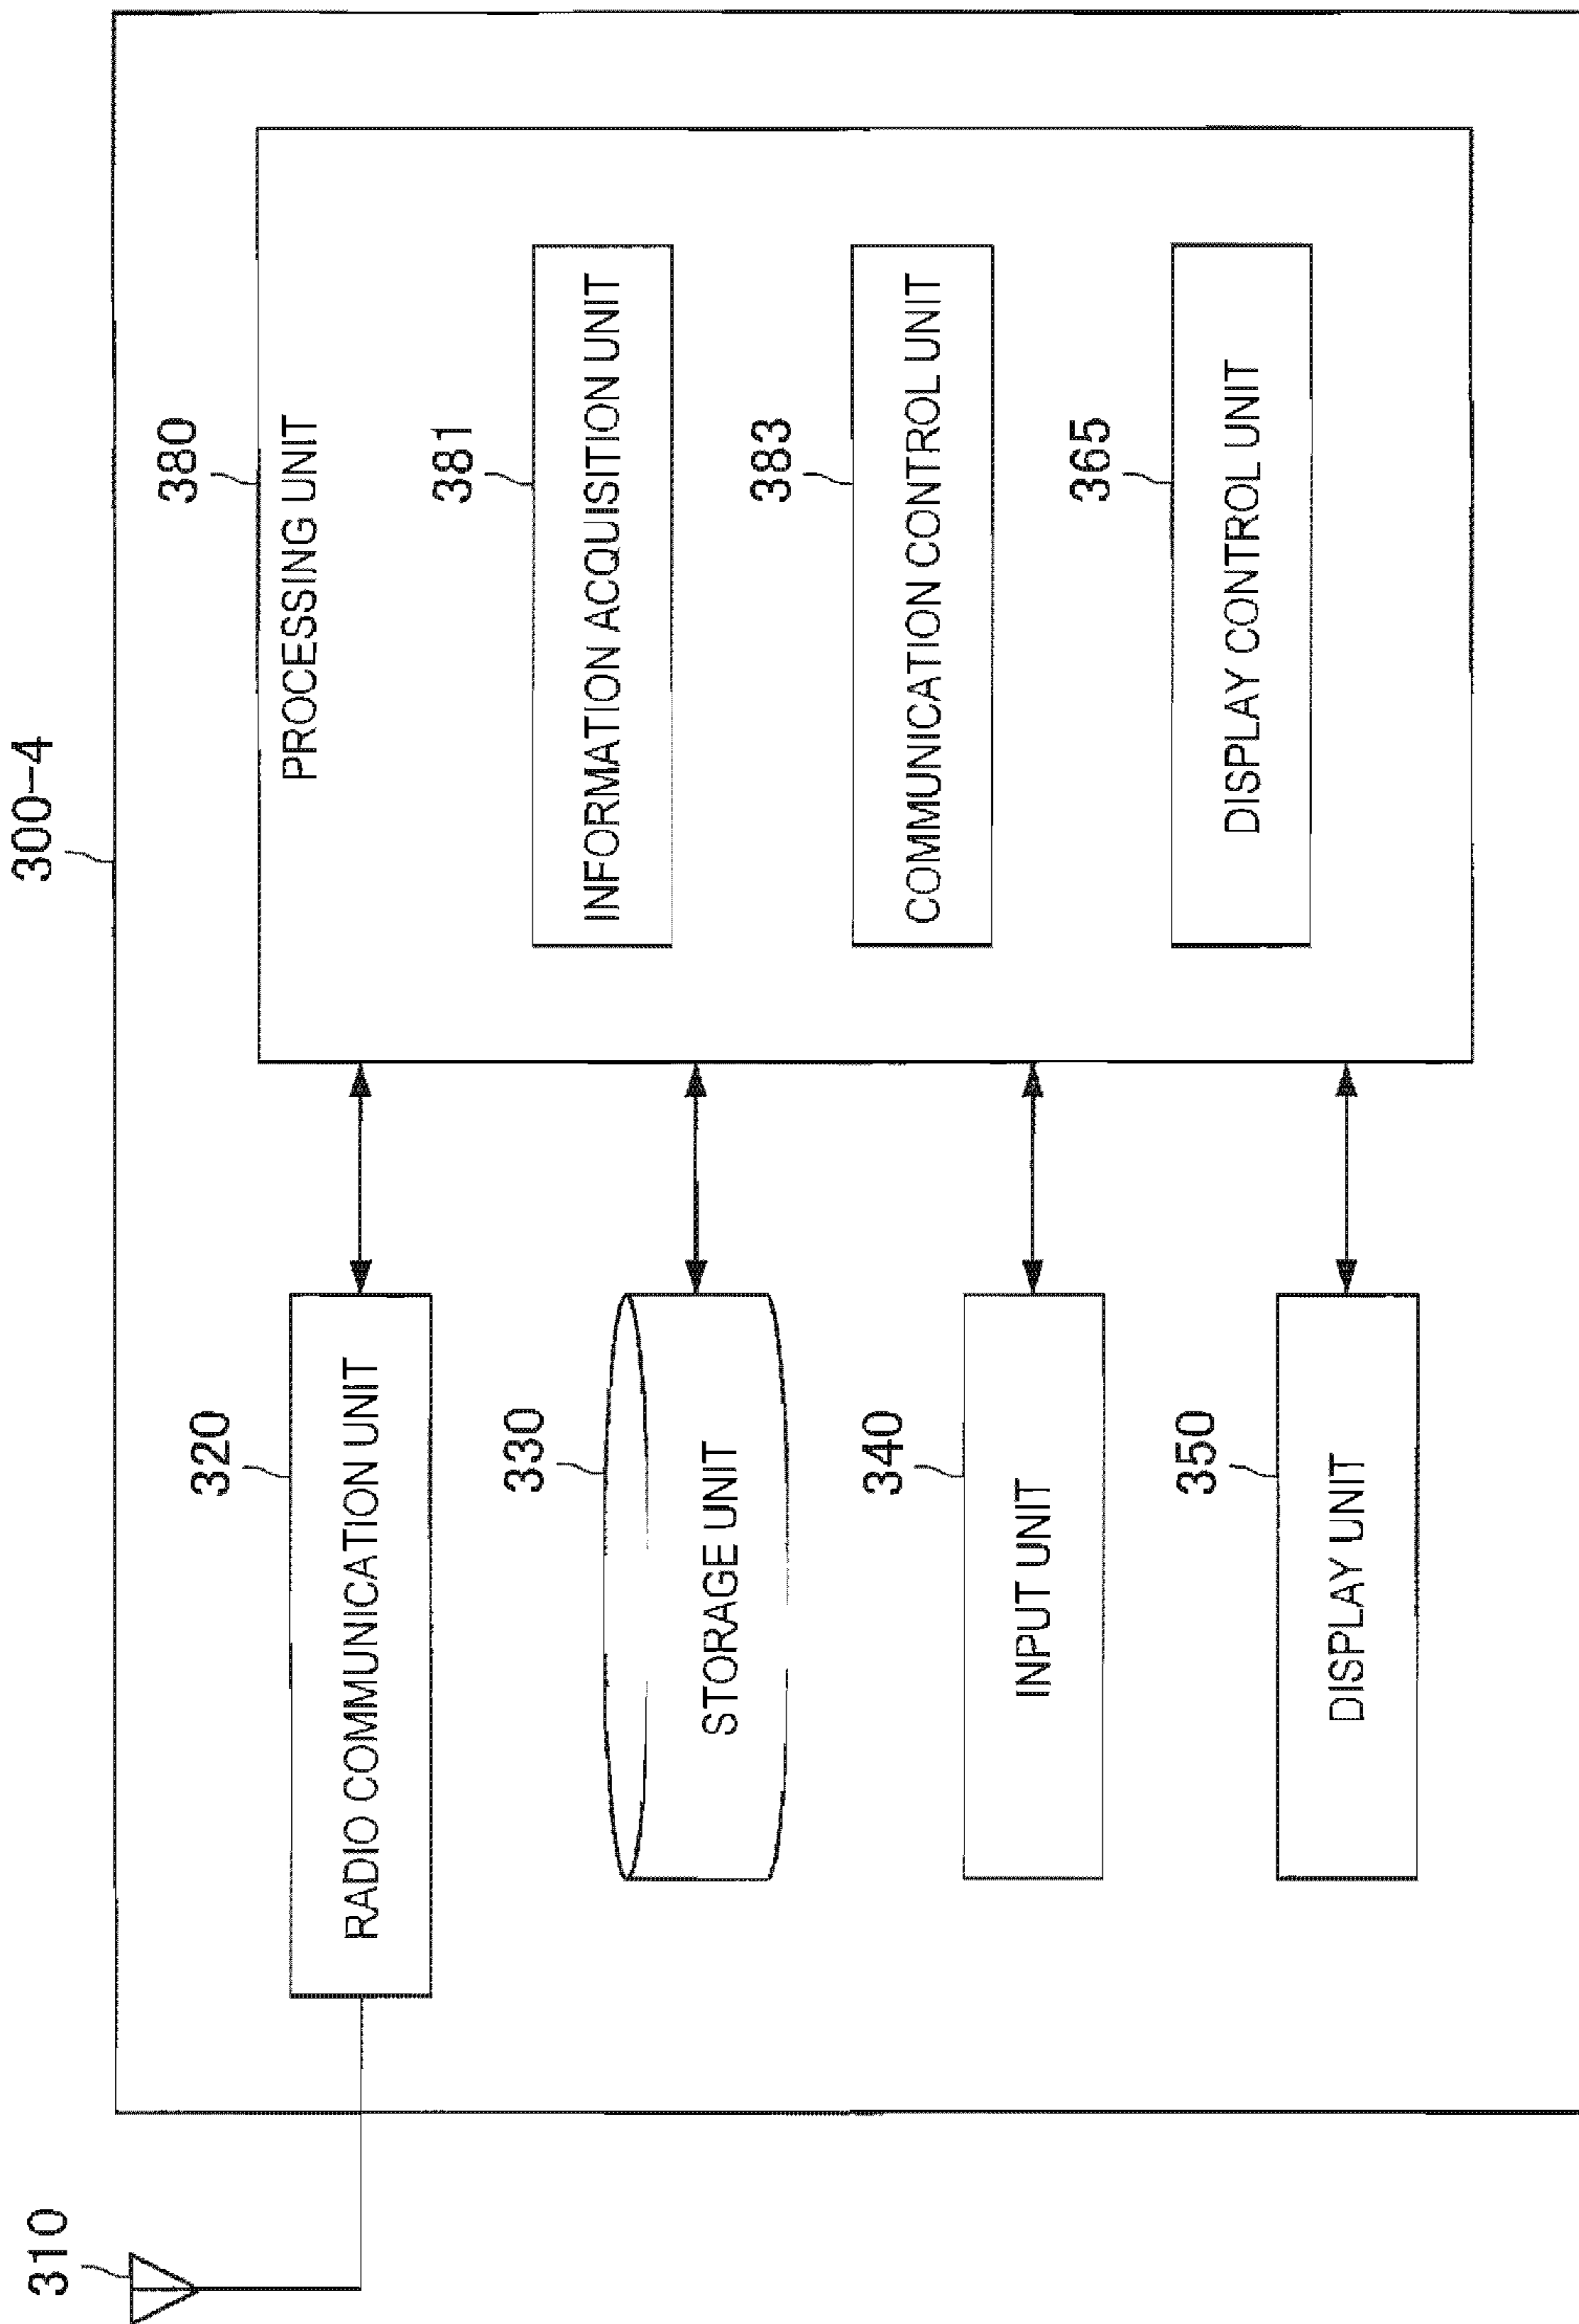 300-4
310
320
RADIO COMMUNICATION UNIT
330
STORAGE UNIT
340
INPUT UNIT
350
DISPLAY UNIT
380
PROCESSING UNIT
381
INFORMATION ACQUISITION UNIT
383
COMMUNICATION CONTROL UNIT
365
DISPLAY CONTROL UNIT